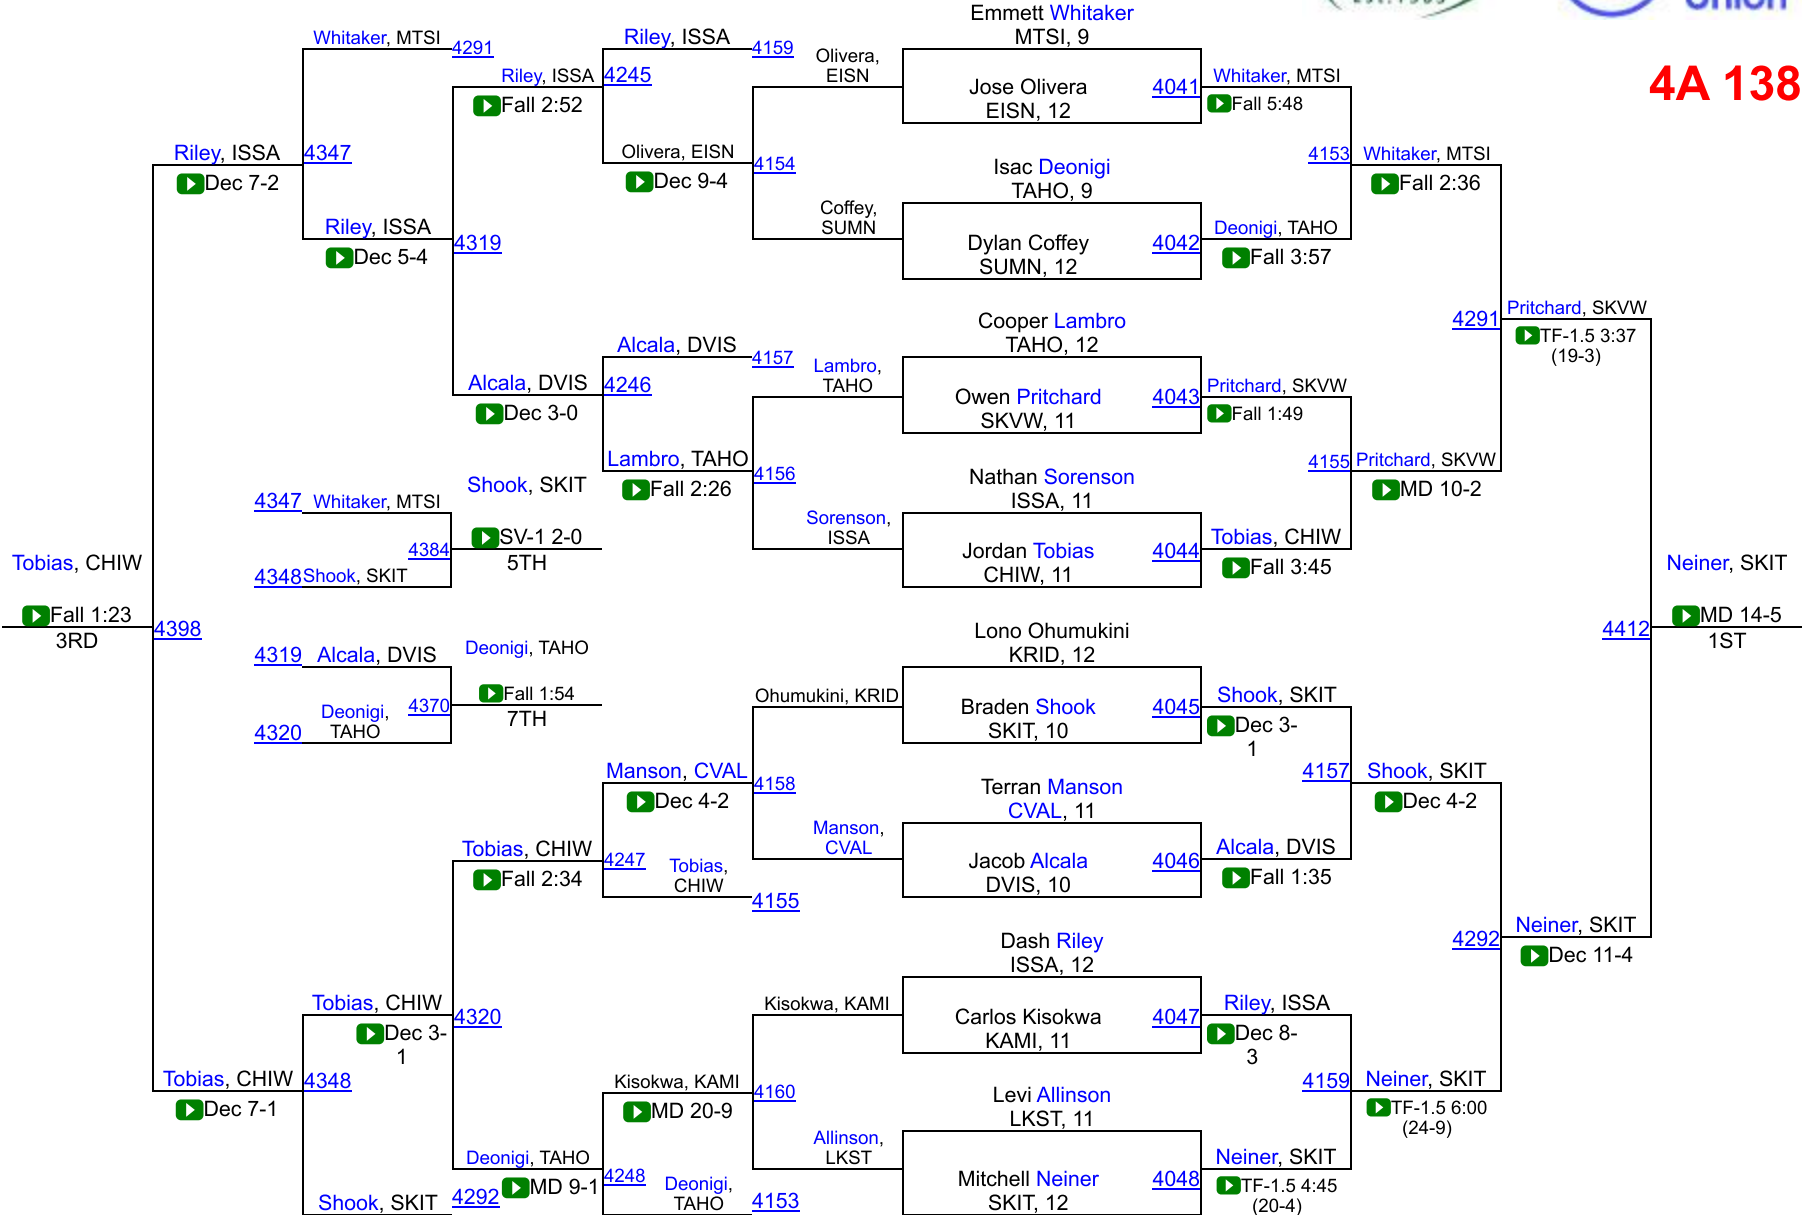 EST.1905
Union
4A 138
Emmett Whitaker
MTSI, 9
Whitaker, MTSI
4291
Riley, ISSA
4159
Olivera,
EISN
Riley, ISSA
4245
Fall 2:52
Jose Olivera
EISN, 12
4041
Whitaker, MTSI
Fall 5:48
Riley, ISSA
4347
Dec 7-2
Olivera, EISN
4154
Dec 9-4
Isac Deonigi
TAHO, 9
4153
Whitaker, MTSI
Fall 2:36
Riley, ISSA
Dec 5-4
4319
Coffey,
SUMN
Dylan Coffey
SUMN, 12
4042
Deonigi, TAHO
Fall 3:57
Cooper Lambro
TAHO, 12
4291
Pritchard, SKVW
TF-1.5 3:37
(19-3)
Alcala, DVIS
4157
Lambro,
TAHO
Alcala, DVIS
4246
Dec 3-0
Owen Pritchard
SKVW, 11
4043
Pritchard, SKVW
Fall 1:49
Lambro, TAHO
4156
Fall 2:26
Nathan Sorenson
ISSA, 11
4155
Pritchard, SKVW
MD 10-2
4347
Whitaker, MTSI
Shook, SKIT
SV-1 2-0
5TH
4384
4348
Shook, SKIT
Sorenson,
ISSA
Jordan Tobias
CHIW, 11
4044
Tobias, CHIW
Fall 3:45
Tobias, CHIW
Fall 1:23
3RD
4398
Neiner, SKIT
4412
MD 14-5
1ST
Lono Ohumukini
KRID, 12
4319
Alcala, DVIS
Deonigi, TAHO
Fall 1:54
7TH
4370
4320
Deonigi,
TAHO
Ohumukini, KRID
Braden Shook
SKIT, 10
4045
Shook, SKIT
Dec 3-
1
Manson, CVAL
4158
Dec 4-2
Terran Manson
CVAL, 11
4157
Shook, SKIT
Dec 4-2
Tobias, CHIW
4247
Fall 2:34
Tobias,
CHIW
4155
Manson,
CVAL
Jacob Alcala
DVIS, 10
4046
Alcala, DVIS
Fall 1:35
Dash Riley
ISSA, 12
4292
Neiner, SKIT
Dec 11-4
Tobias, CHIW
4320
Dec 3-
1
Kisokwa, KAMI
Carlos Kisokwa
KAMI, 11
4047
Riley, ISSA
Dec 8-
3
Tobias, CHIW
4348
Dec 7-1
Kisokwa, KAMI
4160
MD 20-9
Levi Allinson
LKST, 11
4159
Neiner, SKIT
TF-1.5 6:00
(24-9)
Deonigi, TAHO
4248
MD 9-1
Allinson,
LKST
Mitchell Neiner
SKIT, 12
4048
Neiner, SKIT
TF-1.5 4:45
(20-4)
Shook, SKIT
4292
Deonigi,
TAHO
4153